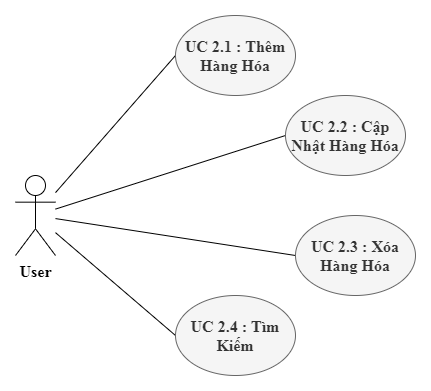 UC 2.1 : Thêm
Hàng Hóa
UC 2.2 : Cập
Nhật Hàng Hóa
UC 2.3 : Xóa
Hàng Hóa
User
UC 2.4 : Tìm
Kiếm